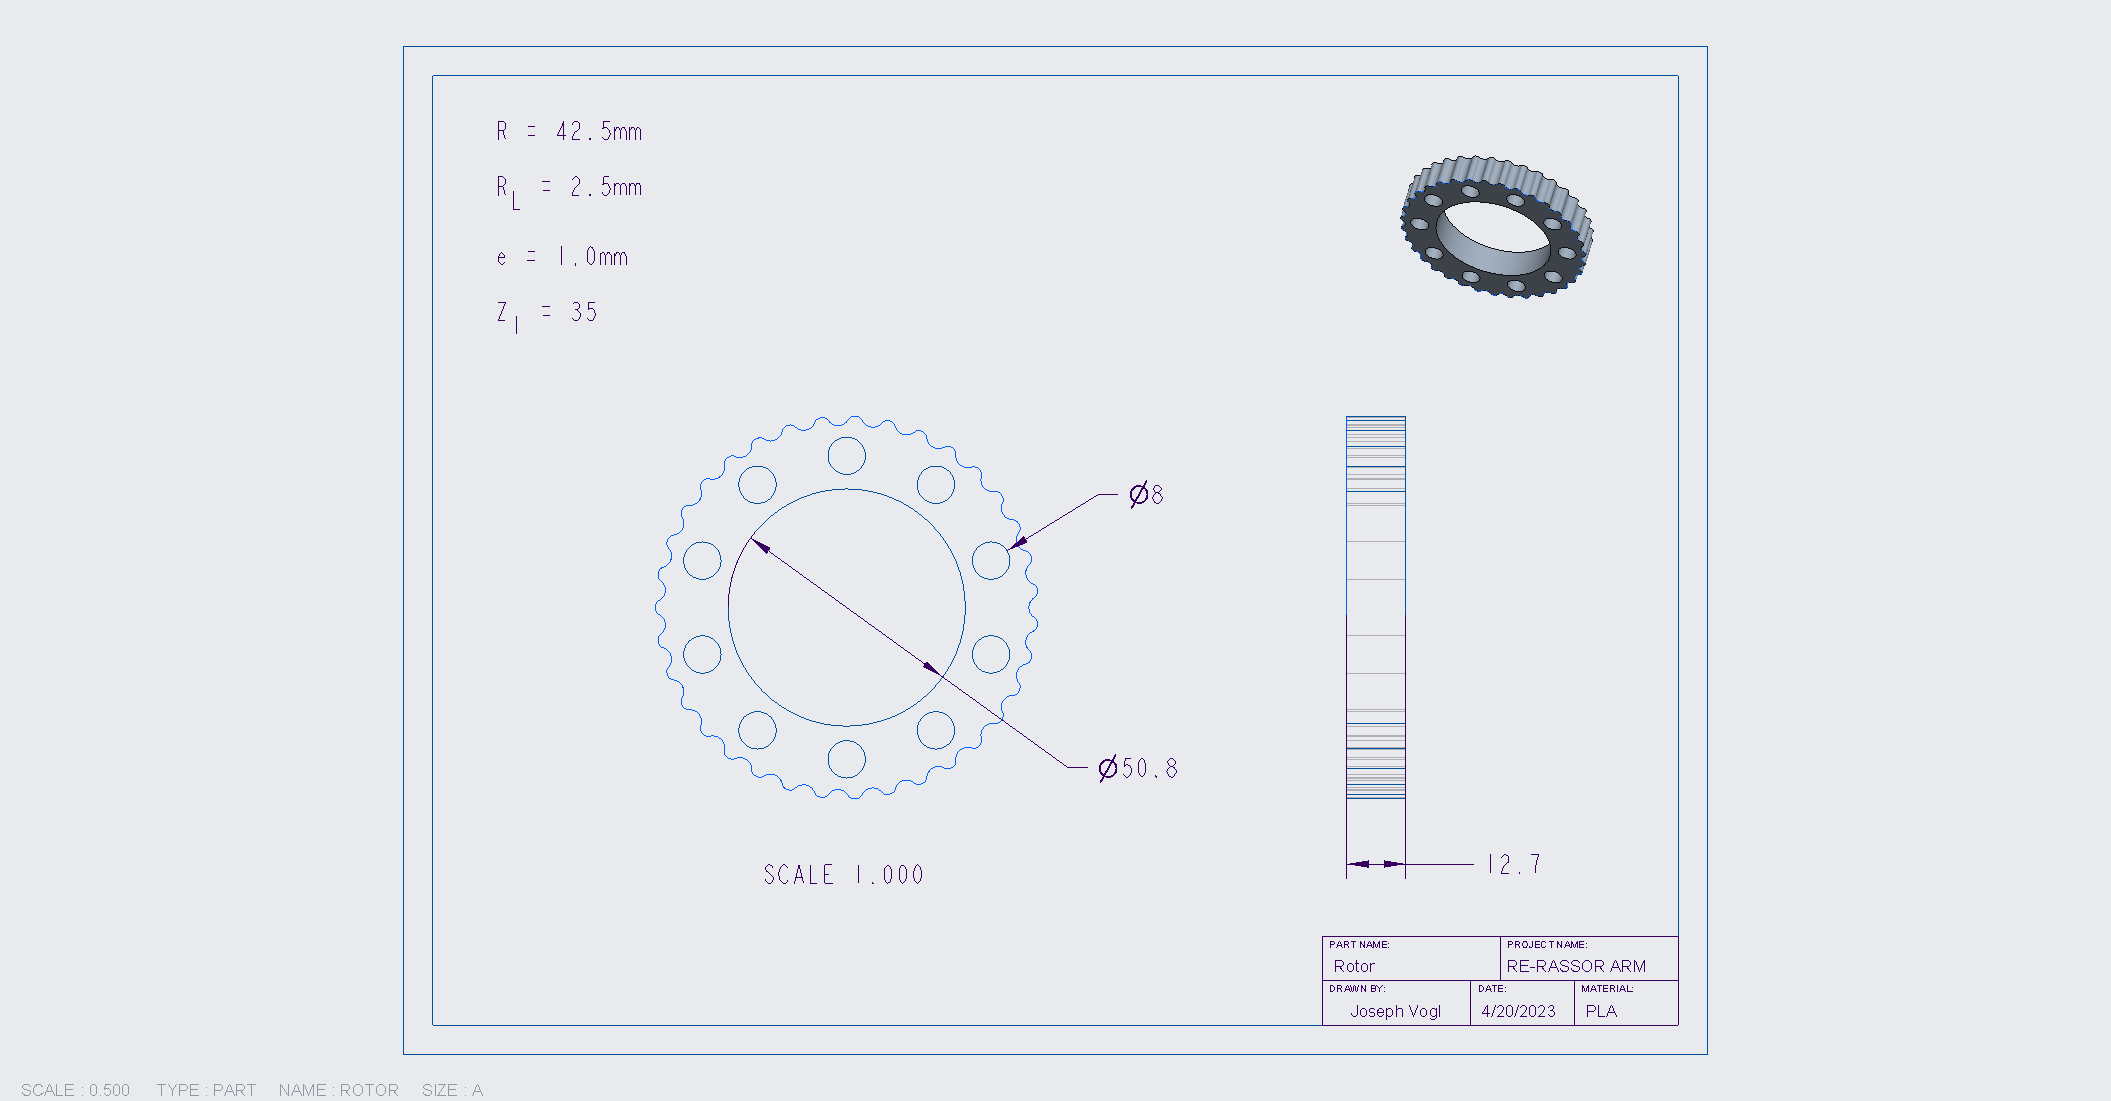 R = 42.5mm
R_L = 2.5mm
e = 1.0mm
Z_1 = 35
Ø8
Ø50.8
SCALE 1.000
12.7
PART NAME:
Rotor
PROJECT NAME:
RE-RASSOR ARM
DRAWN BY:
Joseph Vogl
DATE:
4/20/2023
MATERIAL:
PLA
SCALE : 0.500 TYPE : PART NAME : ROTOR SIZE : A